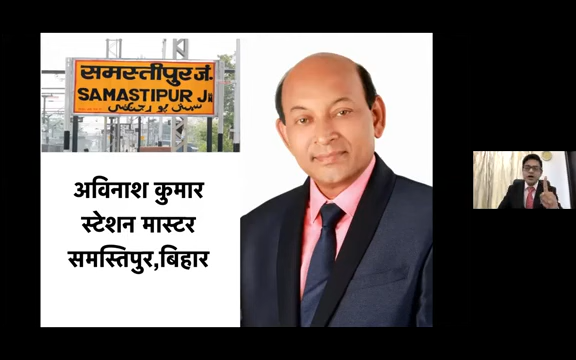 समस्तीपुर जं.
SAMASTIPUR Jn
अविनाश कुमार
स्टेशन मास्टर
समस्तिपुर,बिहार